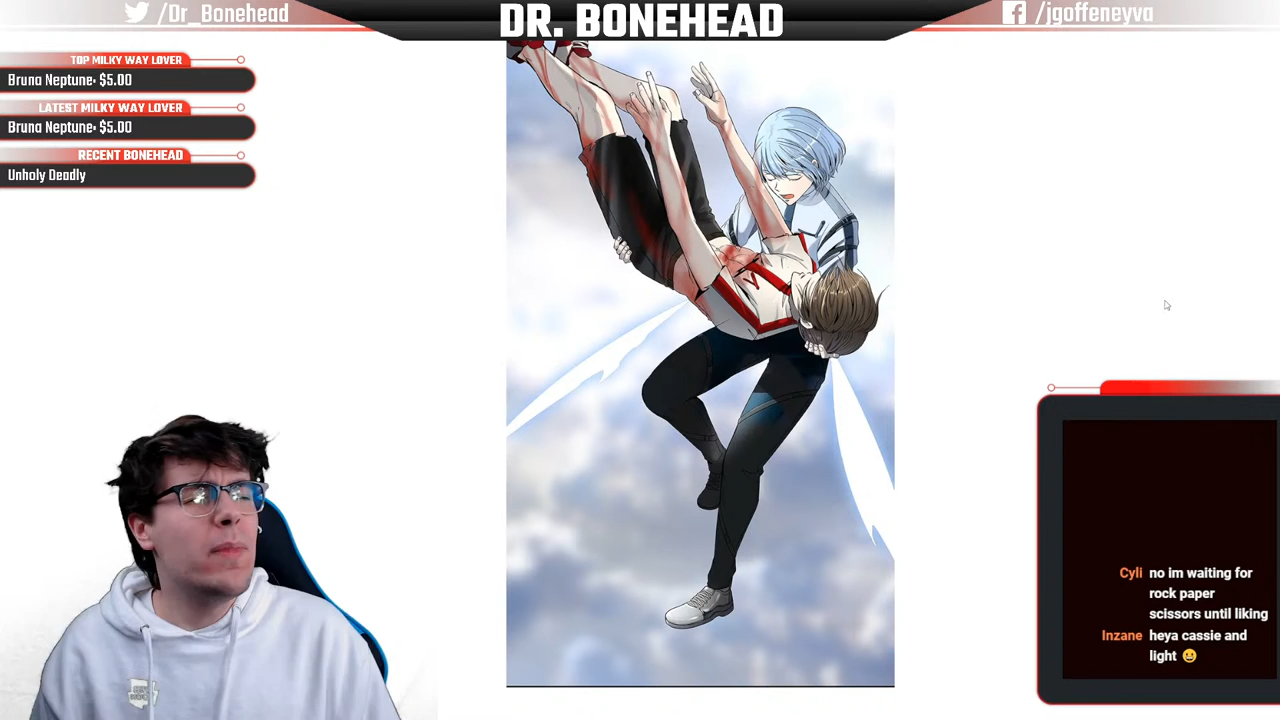 /Dr_Bonehead
DR. BONEHEAD
/jgoffeneyva
TOP MILKY WAY LOVER
Bruna Neptune• $5.00
LATEST MILKY WAY LOVER
Bruna Neptune• $5.00
RECENT BONEHEAD
Unholy Deadly
Cyli no im waiting for
rock paper
scissors until liking
Inzane heya cassie and
light 😀